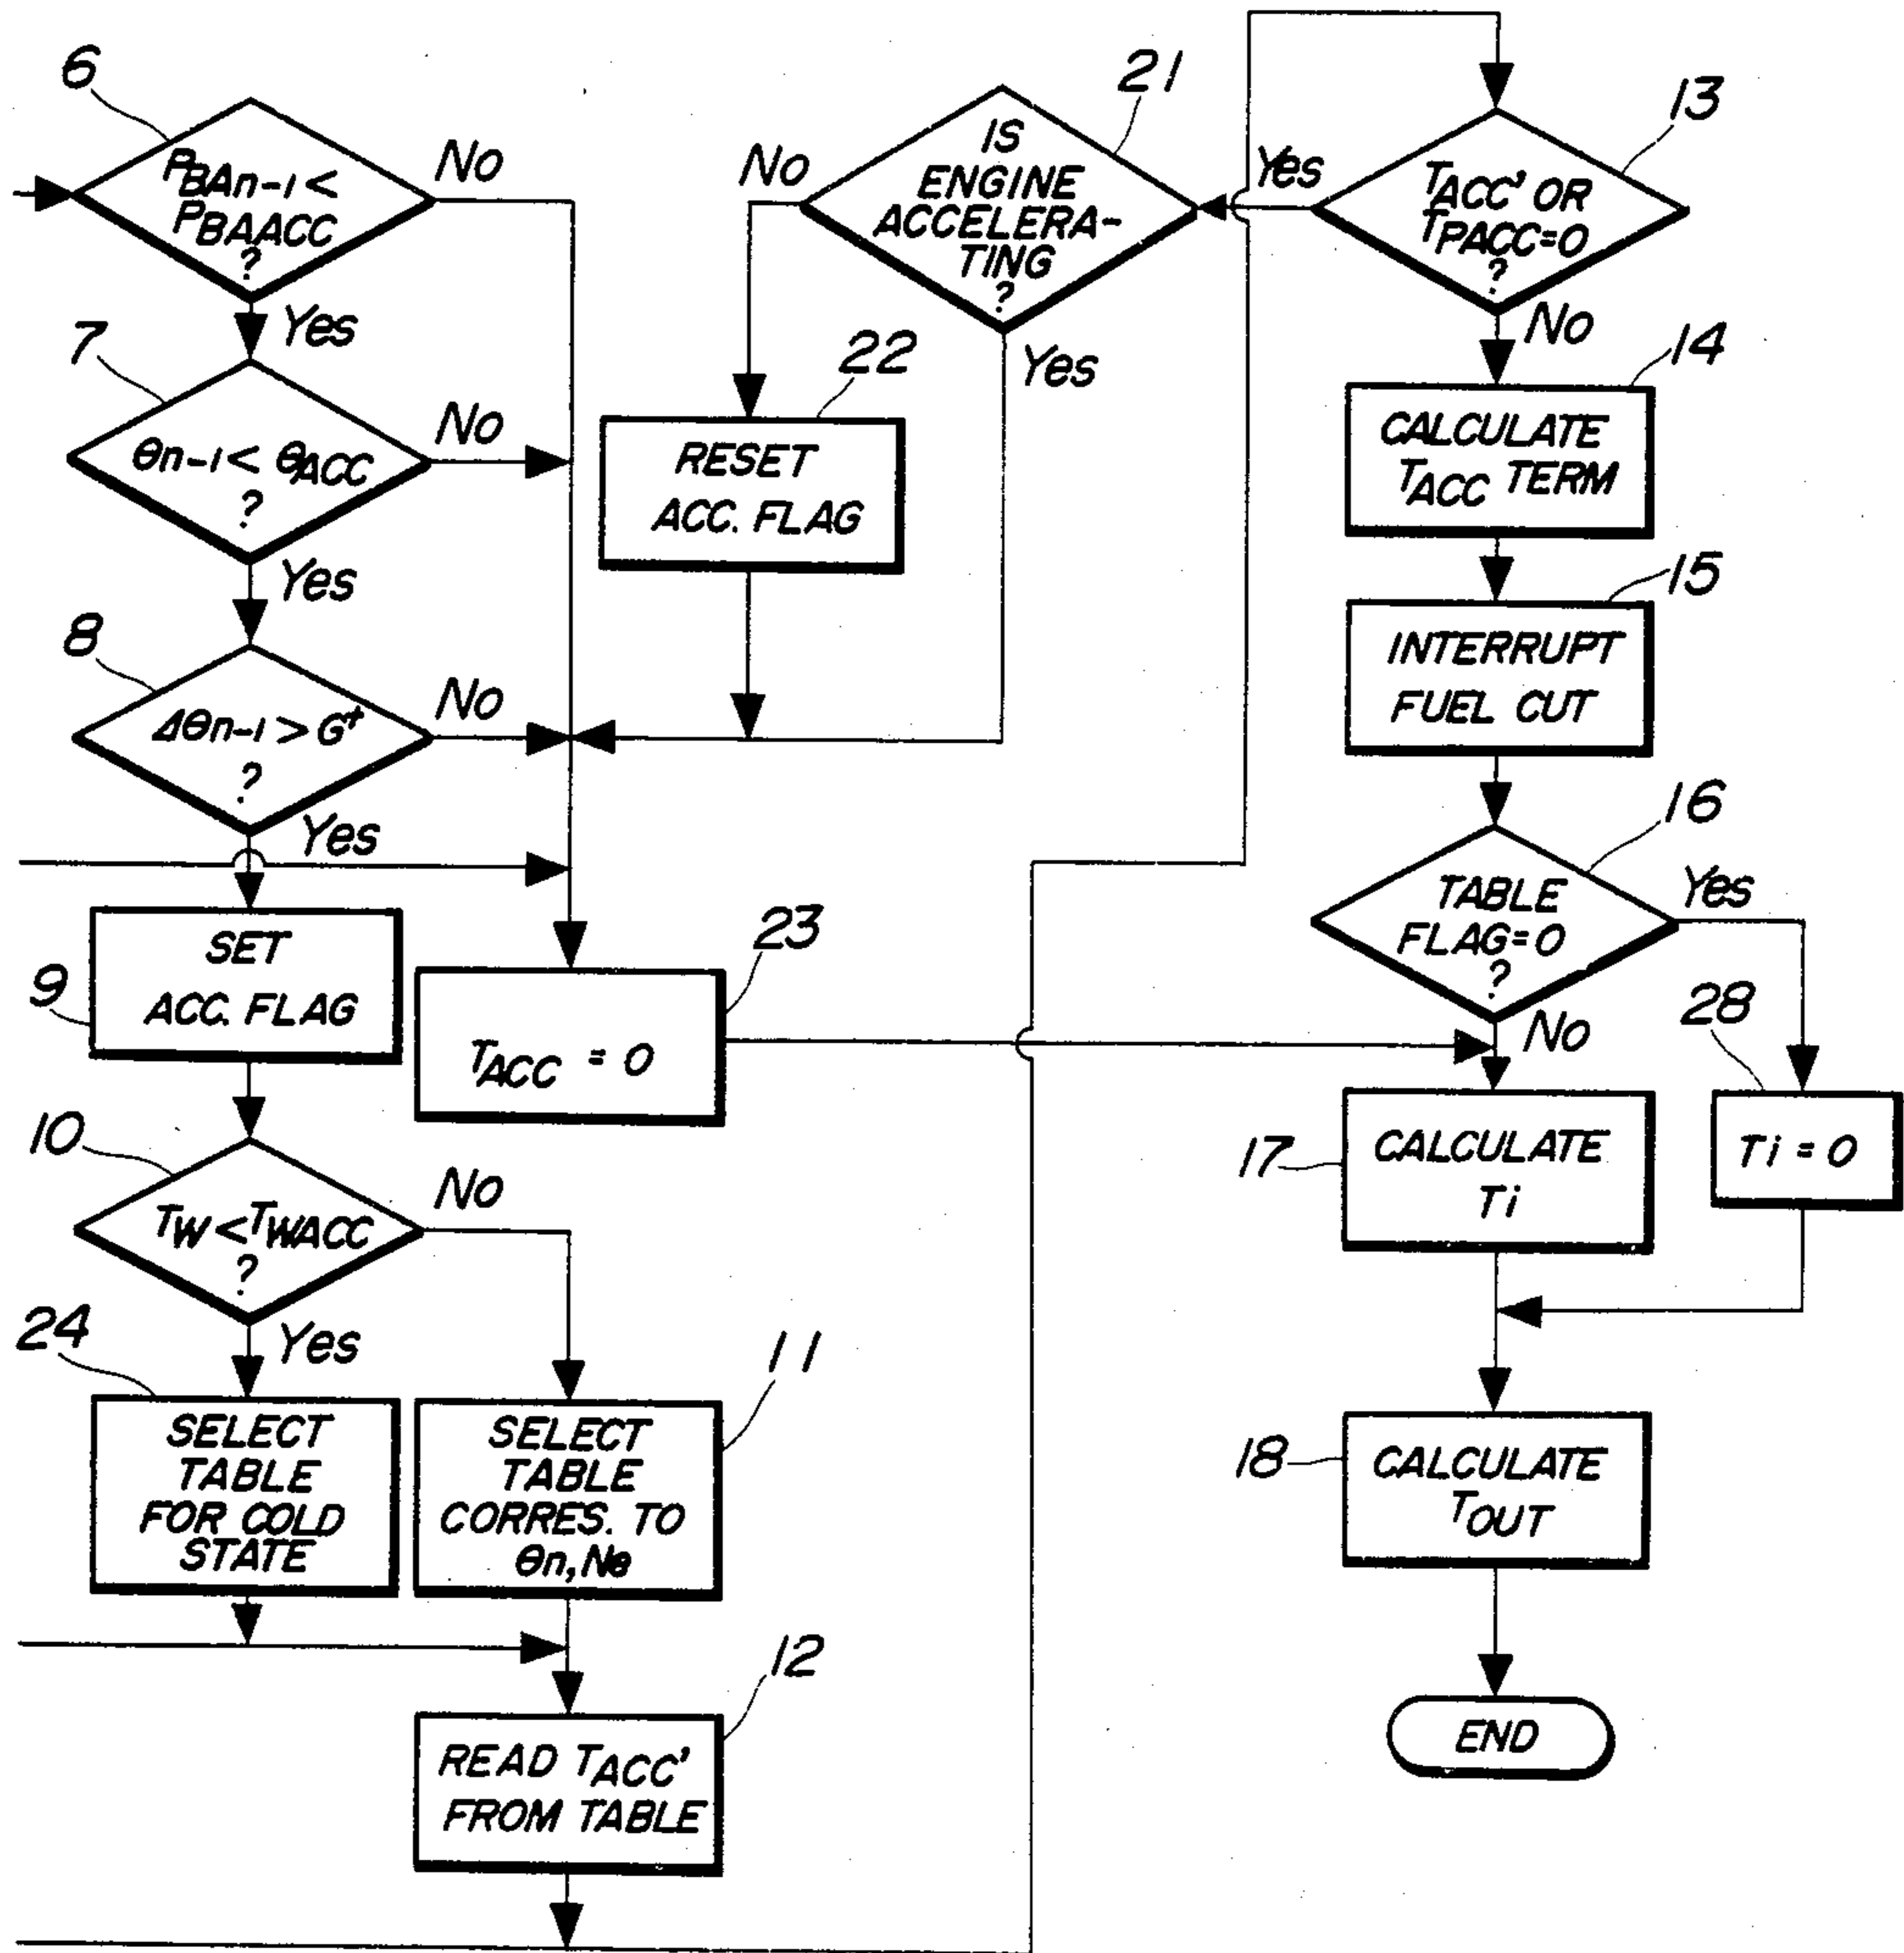 6
PBAn-1<
PBAACC
?
No
Yes
7
θn-1<θACC
?
No
Yes
8
Δθn-1>G+
?
No
Yes
9
SET
ACC. FLAG
10
TW<TWACC
?
No
Yes
24
SELECT
TABLE
FOR COLD
STATE
11
SELECT
TABLE
CORRES. TO
θn, Ne
12
READ TACC'
FROM TABLE
21
IS
ENGINE
ACCELERA-
TING
?
No
Yes
22
RESET
ACC. FLAG
23
TACC = 0
13
TACC' OR
TPACC=0
?
Yes
No
14
CALCULATE
TACC TERM
15
INTERRUPT
FUEL CUT
16
TABLE
FLAG=0
?
Yes
No
28
Ti = 0
17
CALCULATE
Ti
18
CALCULATE
TOUT
END